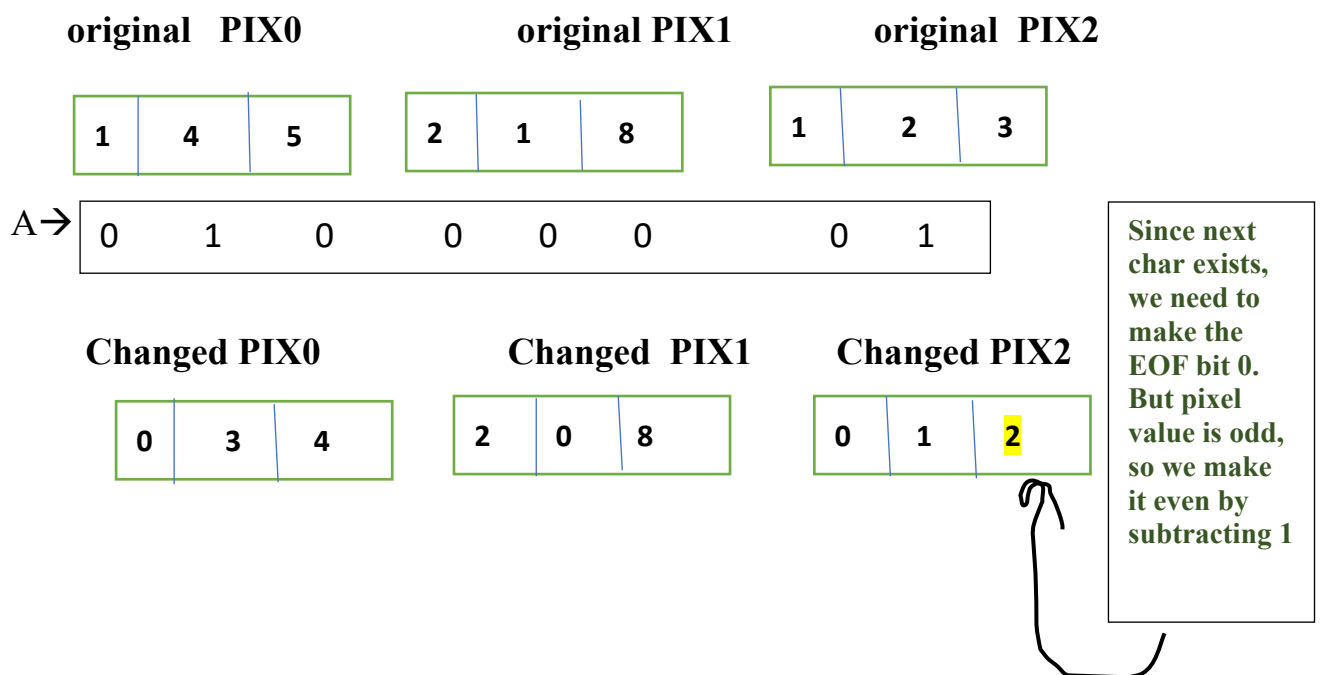 original PIX0 original PIX1 original PIX2
1 4 5 2 1 8 1 2 3
A→ 0 1 0 0 0 0 0 1
Changed PIX0 Changed PIX1 Changed PIX2
0 3 4 2 0 8 0 1 2
Since next
char exists,
we need to
make the
EOF bit 0.
But pixel
value is odd,
so we make
it even by
subtracting 1